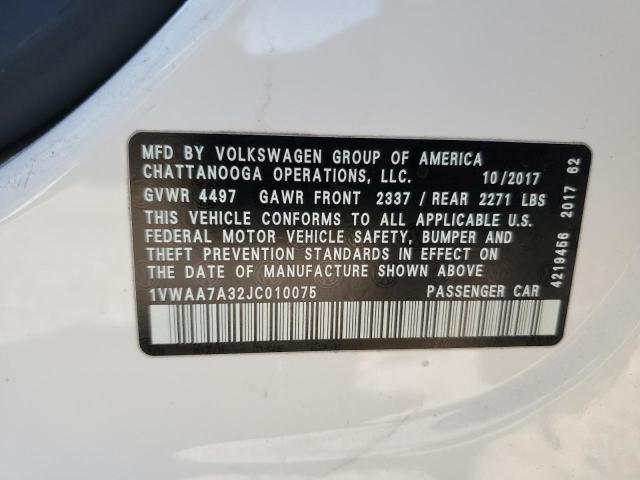 MFD BY VOLKSWAGEN GROUP OF AMERICA
CHATTANOOGA OPERATIONS, LLC. 10/2017
GVWR 4497 GAWR FRONT 2337 / REAR 2271 LBS
THIS VEHICLE CONFORMS TO ALL APPLICABLE U.S.
FEDERAL MOTOR VEHICLE SAFETY, BUMPER AND
THEFT PREVENTION STANDARDS IN EFFECT ON
THE DATE OF MANUFACTURE SHOWN ABOVE
1VWAA7A32JC010075 PASSENGER CAR
4219456 2017 62